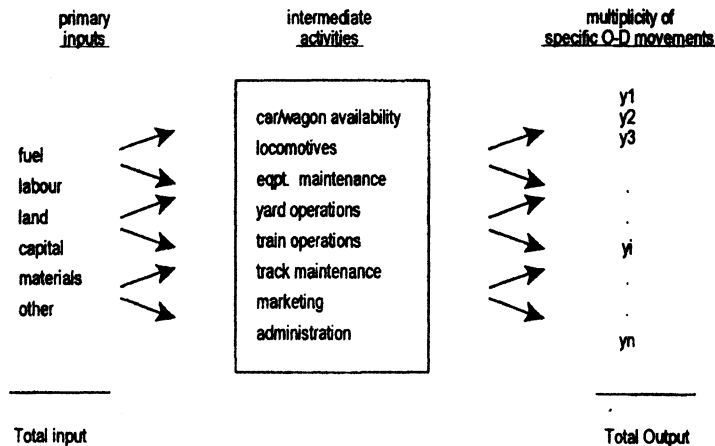 primary
inputs
intermediate
activities
multiplicity of
specific O-D movements
fuel
labour
land
capital
materials
other
car/wagon availability
locomotives
eqpt. maintenance
yard operations
train operations
track maintenance
marketing
administration
y1
y2
y3
.
.
yi
.
.
yn
Total input
Total Output